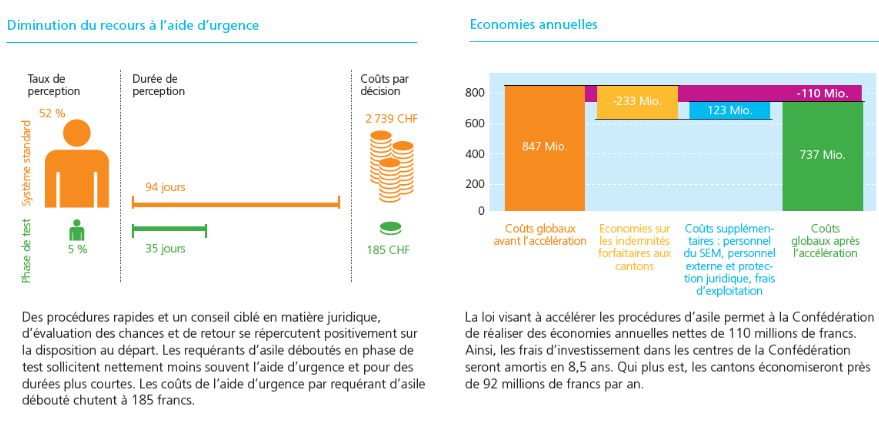 Diminution du recours à l’aide d’urgence
Taux de
perception
Durée de
perception
Coûts par
décision
Système standard
52 %
94 jours
2 739 CHF
Phase de test
5 %
35 jours
185 CHF
Des procédures rapides et un conseil ciblé en matière juridique,
d’évaluation des chances et de retour se répercutent positivement sur
la disposition au départ. Les requérants d’asile déboutés en phase de
test sollicitent nettement moins souvent l’aide d’urgence et pour des
durées plus courtes. Les coûts de l’aide d’urgence par requérant d’asile
débouté chutent à 185 francs.
Economies annuelles
800
600
400
200
0
847 Mio.
-233 Mio.
123 Mio.
-110 Mio.
737 Mio.
Coûts globaux
avant l’accélération
Economies sur
les indemnités
forfaitaires aux
cantons
Coûts supplémen-
taires : personnel
du SEM, personnel
externe et protec-
tion juridique, frais
d’exploitation
Coûts
globaux après
l’accélération
La loi visant à accélérer les procédures d’asile permet à la Confédération
de réaliser des économies annuelles nettes de 110 millions de francs.
Ainsi, les frais d’investissement dans les centres de la Confédération
seront amortis en 8,5 ans. Qui plus est, les cantons économiseront près
de 92 millions de francs par an.